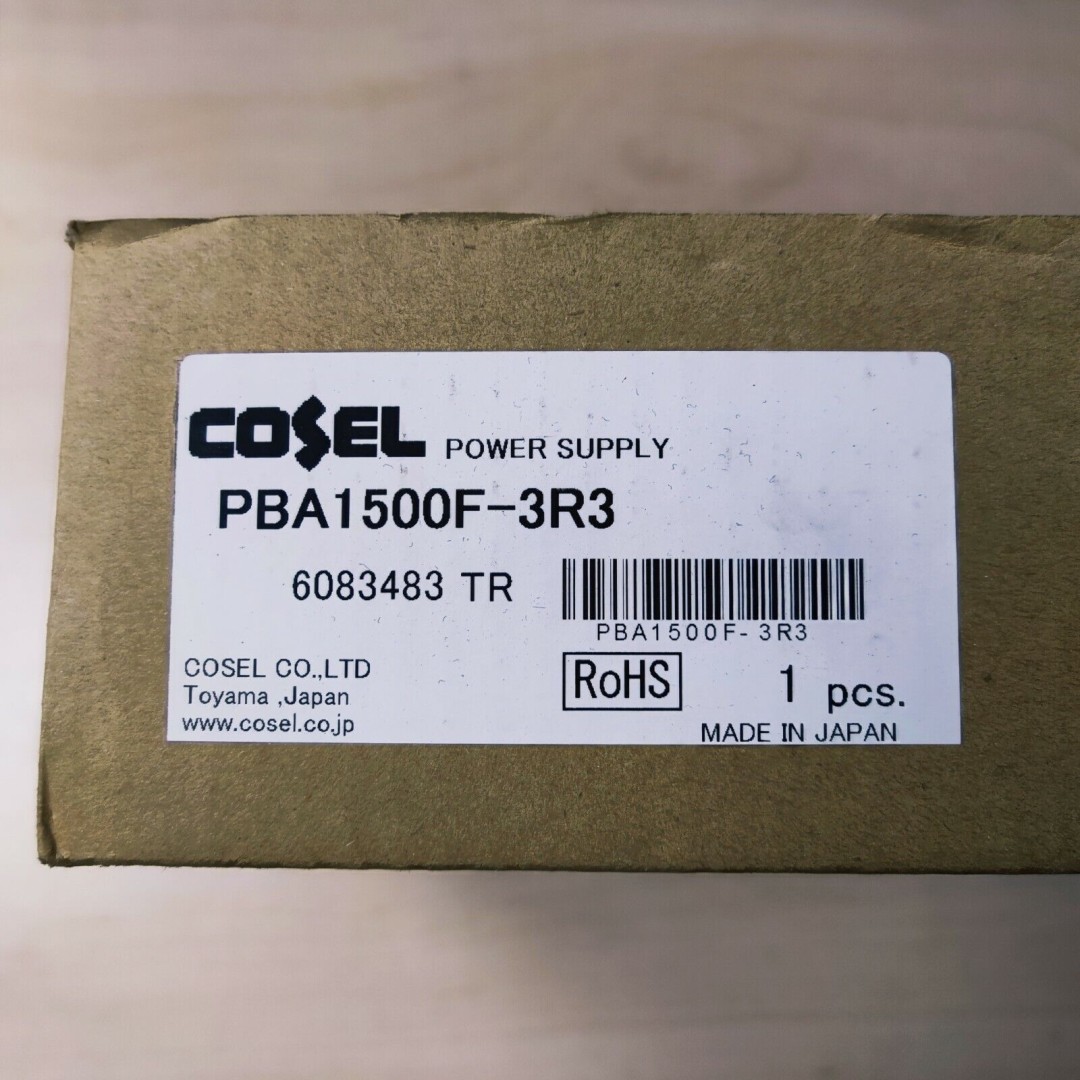 COSEL POWER SUPPLY
PBA1500F-3R3
6083483 TR
PBA1500F-3R3
COSEL CO.,LTD
Toyama ,Japan
www.cosel.co.jp
RoHS
1 pcs.
MADE IN JAPAN